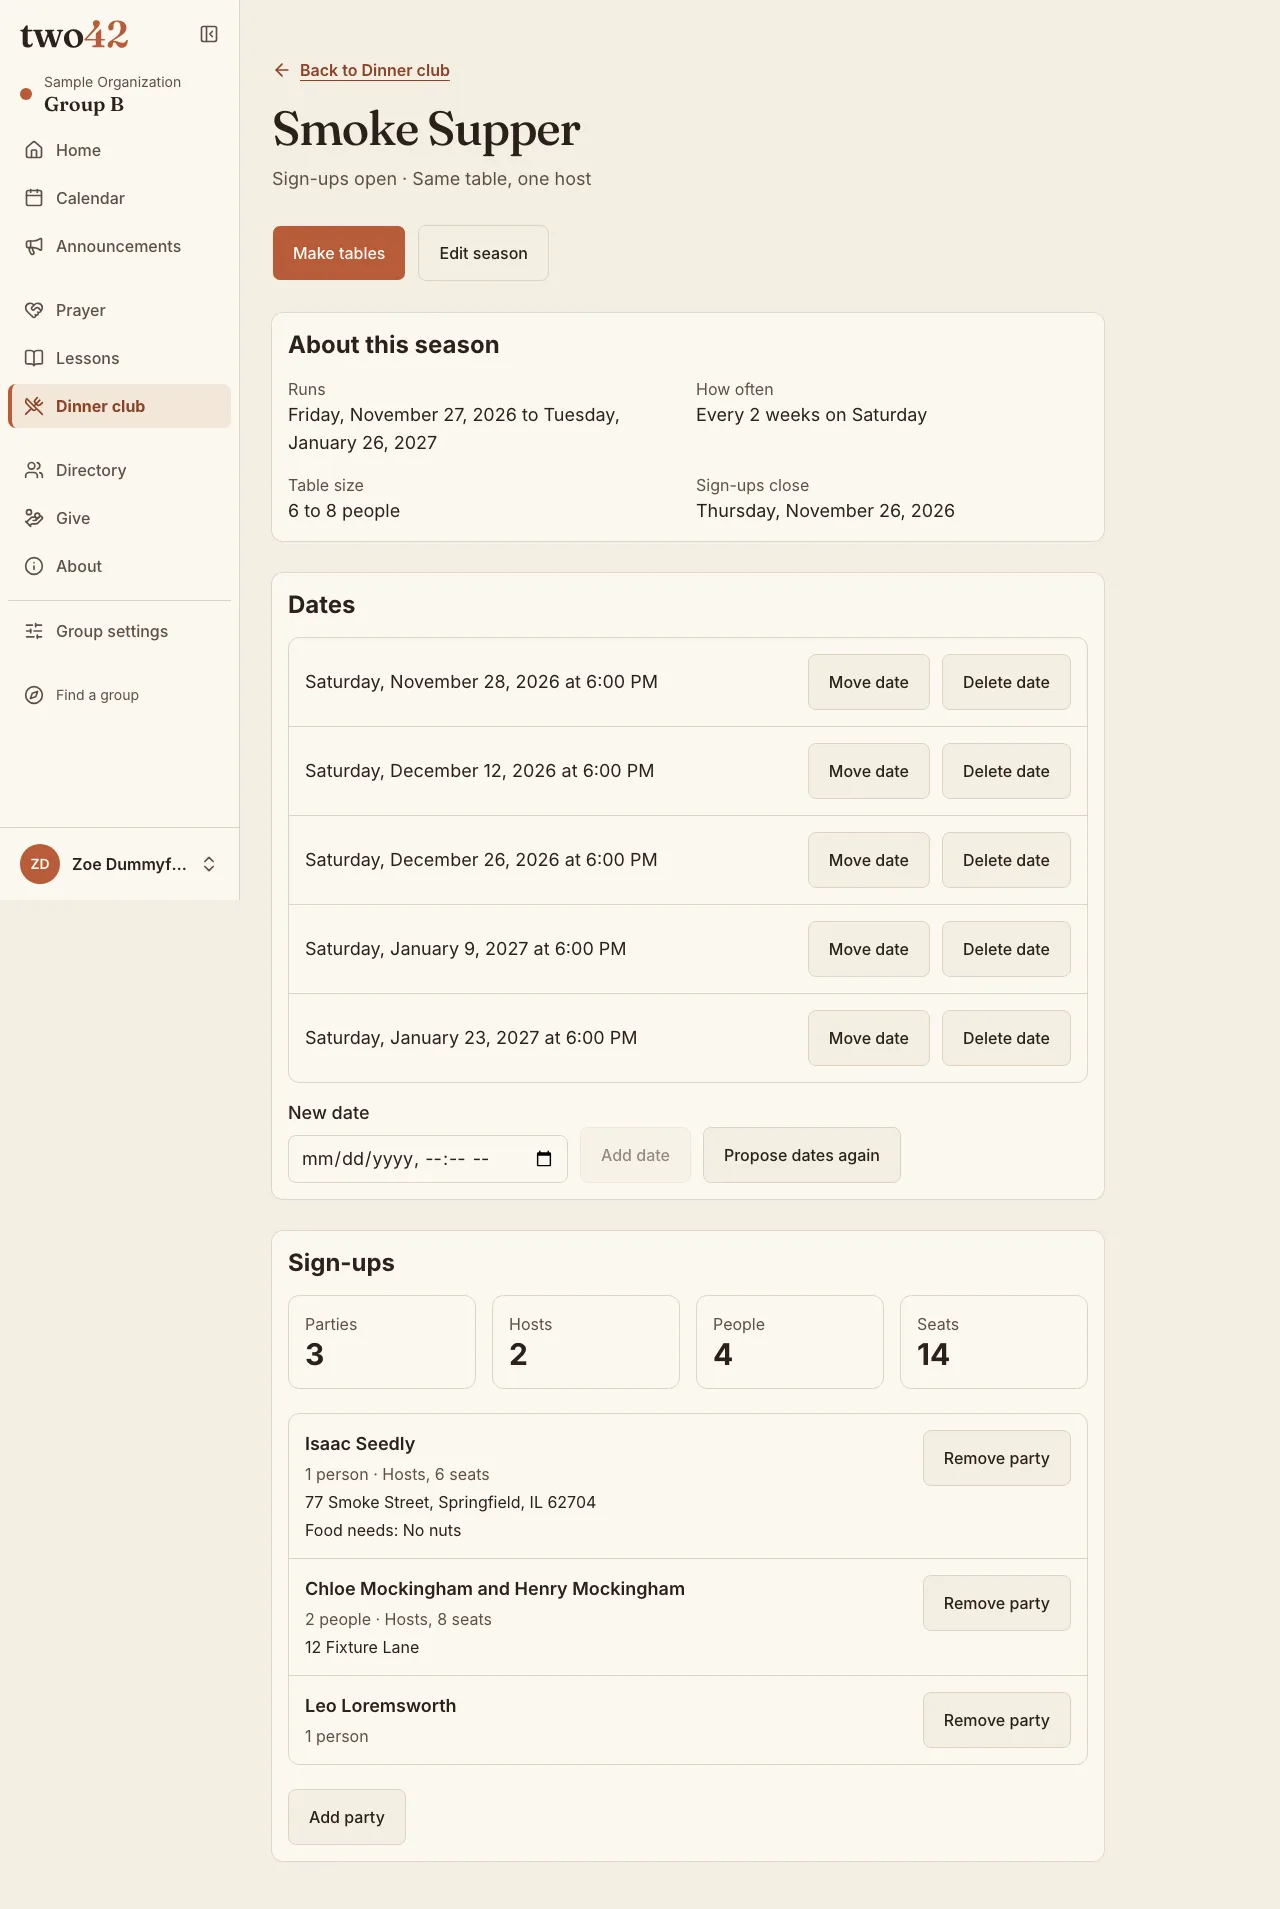 two42
Sample Organization
Group B
Home
Calendar
Announcements
Prayer
Lessons
Dinner club
Directory
Give
About
Group settings
Find a group
ZD
Zoe Dummyf...
Back to Dinner club
Smoke Supper
Sign-ups open · Same table, one host
Make tables
Edit season
About this season
Runs
Friday, November 27, 2026 to Tuesday,
January 26, 2027
How often
Every 2 weeks on Saturday
Table size
6 to 8 people
Sign-ups close
Thursday, November 26, 2026
Dates
Saturday, November 28, 2026 at 6:00 PM
Move date
Delete date
Saturday, December 12, 2026 at 6:00 PM
Move date
Delete date
Saturday, December 26, 2026 at 6:00 PM
Move date
Delete date
Saturday, January 9, 2027 at 6:00 PM
Move date
Delete date
Saturday, January 23, 2027 at 6:00 PM
Move date
Delete date
New date
mm/dd/yyyy, --:-- --
Add date
Propose dates again
Sign-ups
Parties
3
Hosts
2
People
4
Seats
14
Isaac Seedly
1 person · Hosts, 6 seats
77 Smoke Street, Springfield, IL 62704
Food needs: No nuts
Remove party
Chloe Mockingham and Henry Mockingham
2 people · Hosts, 8 seats
12 Fixture Lane
Remove party
Leo Loremsworth
1 person
Remove party
Add party